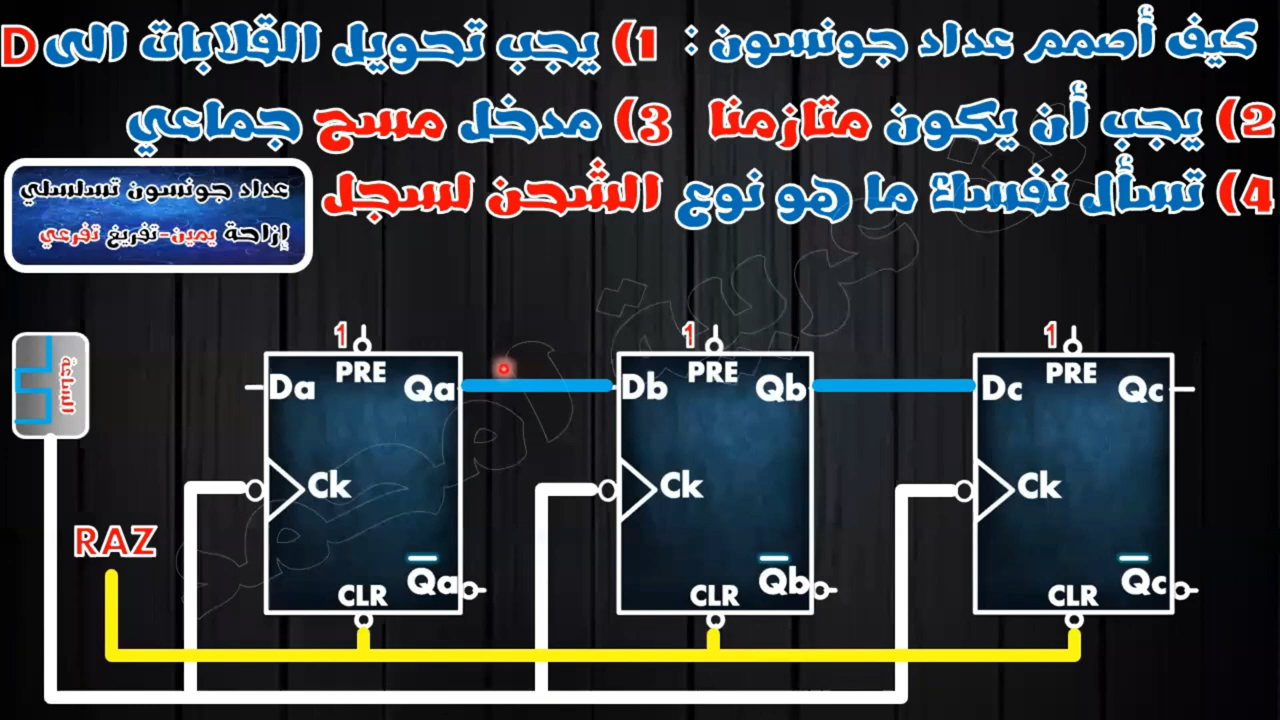 كيف أصمم عداد جونسون : 1) يجب تحويل القلابات الى D
2) يجب أن يكون متازمنا 3) مدخل مسح جماعي
4) تسأل نفسك ما هو نوع الشحن لسجل
عداد جونسون تسلسلي
إزاحة يمين-تفريغ تفرعي
الساعة
1 1 1
PRE PRE PRE
Da Qa Db Qb Dc Qc
Ck Ck Ck
RAZ
Qa Qb Qc
CLR CLR CLR